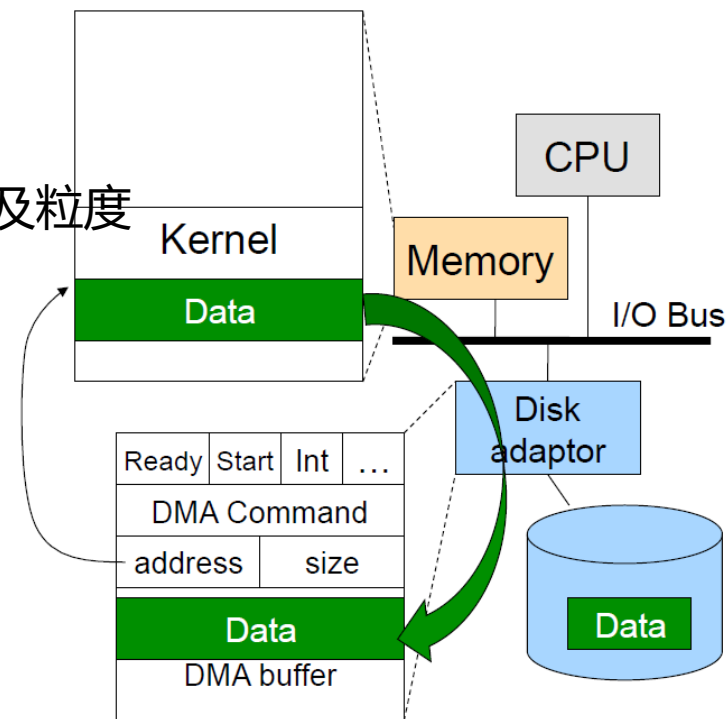 CPU
及粒度
Kernel
Memory
Data
I/O Bus
Disk
adaptor
Ready Start Int …
DMA Command
address size
Data
Data
DMA buffer